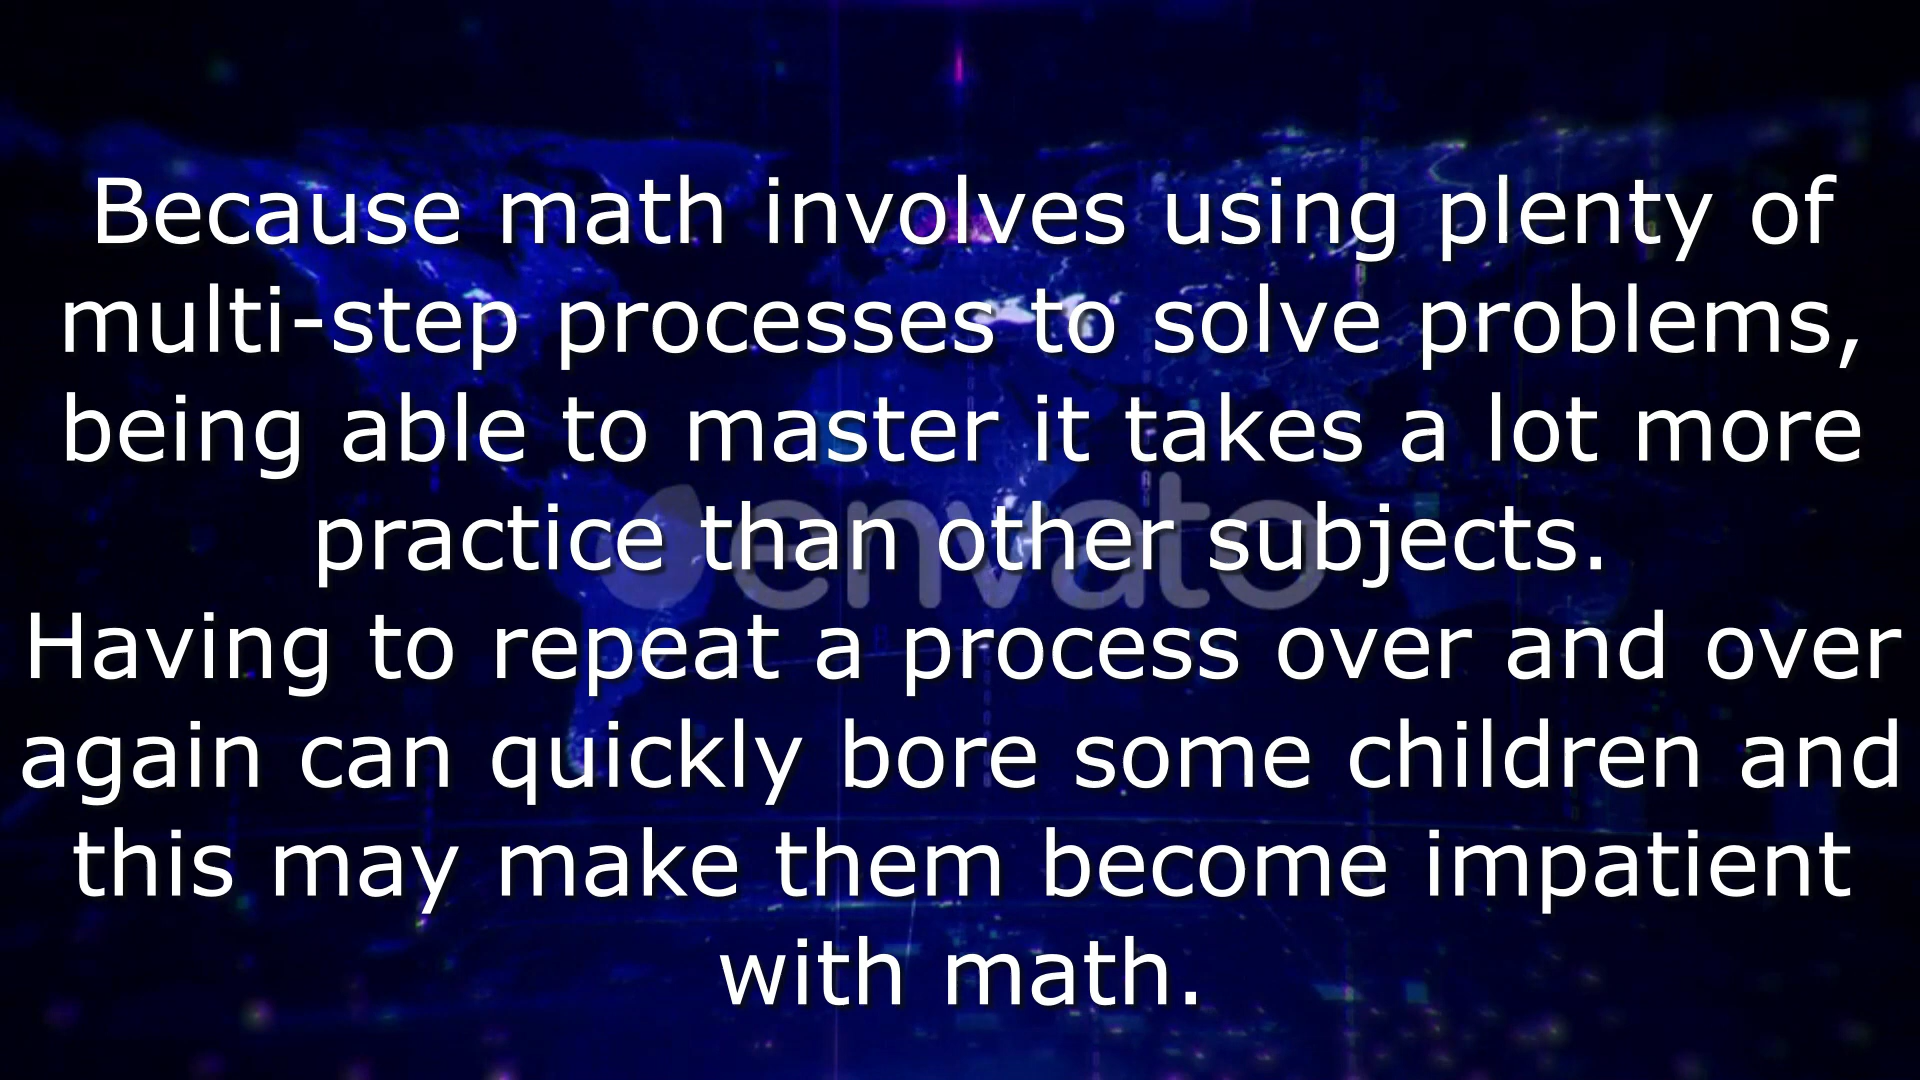 Because math involves using plenty of
multi-step processes to solve problems,
being able to master it takes a lot more
practice than other subjects.
envato
Having to repeat a process over and over
again can quickly bore some children and
this may make them become impatient
with math.